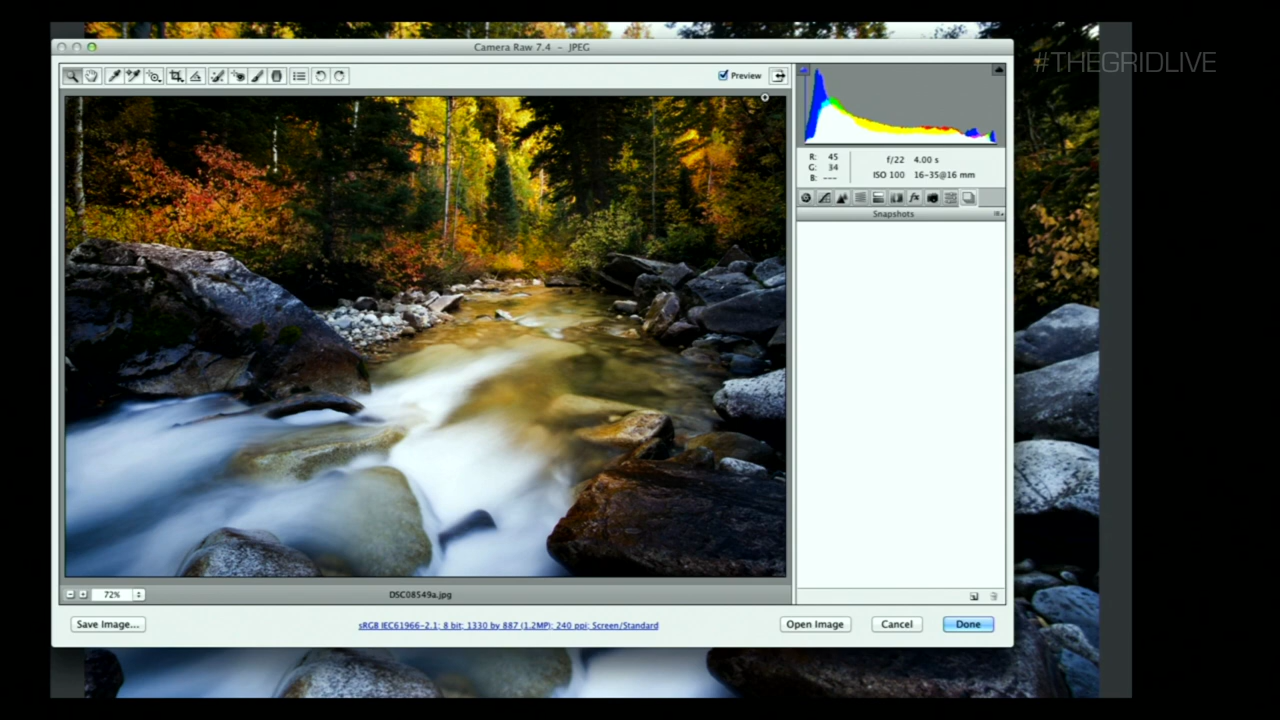 Camera Raw 7.4 - JPEG
#THEGRIDLIVE
Preview
R: 45
G: 34
B: ---
f/22 4.00 s
ISO 100 16-35@16 mm
fx
Snapshots
72%
DSC08549a.jpg
Save Image...
sRGB IEC61966-2.1; 8 bit; 1330 by 887 (1.2MP); 240 ppi; Screen/Standard
Open Image
Cancel
Done